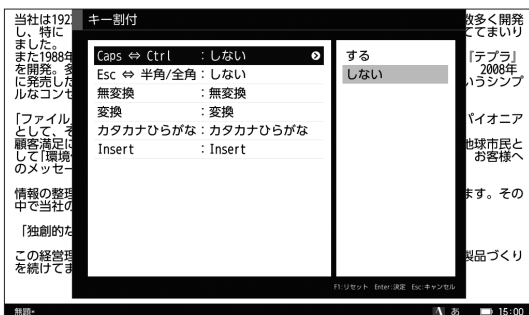 当社は192
し、特に
ました。
また1988年
を開発。多
に発売した
ルなコンセ
「ファイル
として、そ
顧客満足に
して「環境
のメッセー
情報の整理
中で当社の
「独創的な
この経営理
を続けてま
キー割付
Caps ⇔ Ctrl :しない
Esc ⇔ 半角/全角:しない
無変換 :無変換
変換 :変換
カタカナひらがな:カタカナひらがな
Insert :Insert
する
しない
F1:リセット Enter:決定 Esc:キャンセル
数多く開発
ててまいり
『テプラ』
2008年
いうシンプ
パイオニア
地球市民と
お客様へ
ます。その
製品づくり
無題*
A あ 15:00